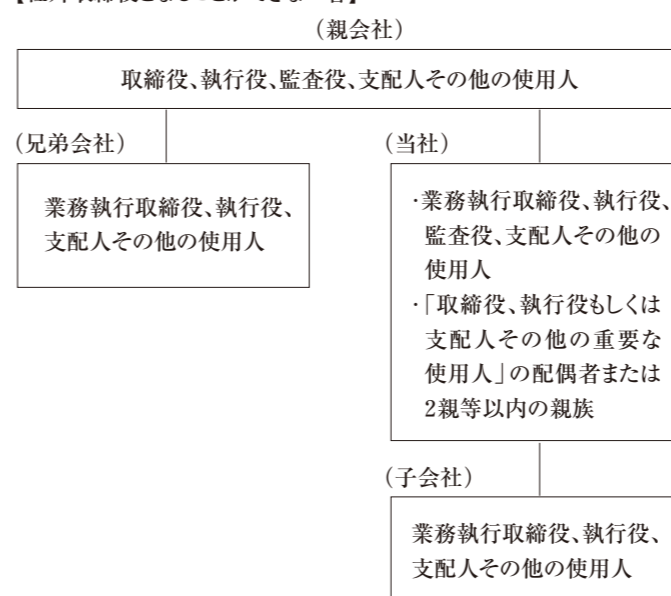 (親会社)
取締役、執行役、監査役、支配人その他の使用人
(兄弟会社)
業務執行取締役、執行役、
支配人その他の使用人
(当社)
・業務執行取締役、執行役、
監査役、支配人その他の
使用人
・「取締役、執行役もしくは
支配人その他の重要な
使用人」の配偶者または
2親等以内の親族
(子会社)
業務執行取締役、執行役、
支配人その他の使用人